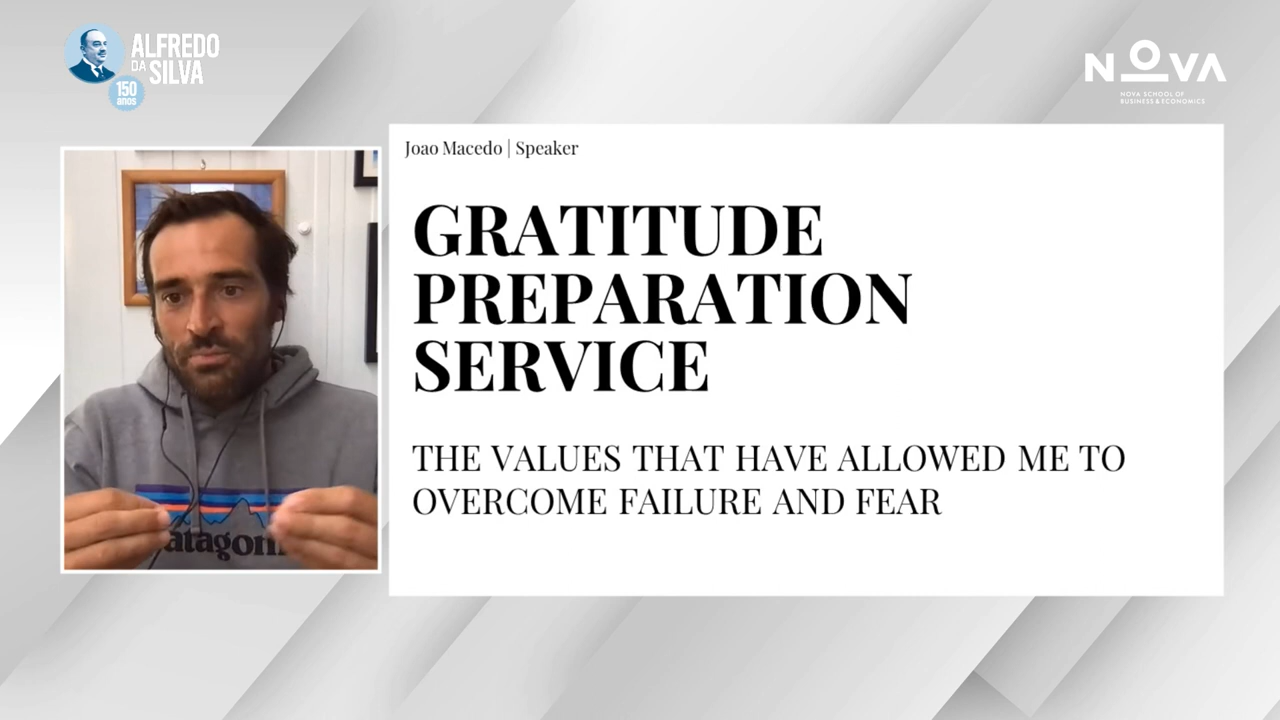 ALFREDO
DA SILVA
150
anos
NOVA
NOVA SCHOOL OF
BUSINESS & ECONOMICS
Joao Macedo | Speaker
GRATITUDE
PREPARATION
SERVICE
THE VALUES THAT HAVE ALLOWED ME TO
OVERCOME FAILURE AND FEAR